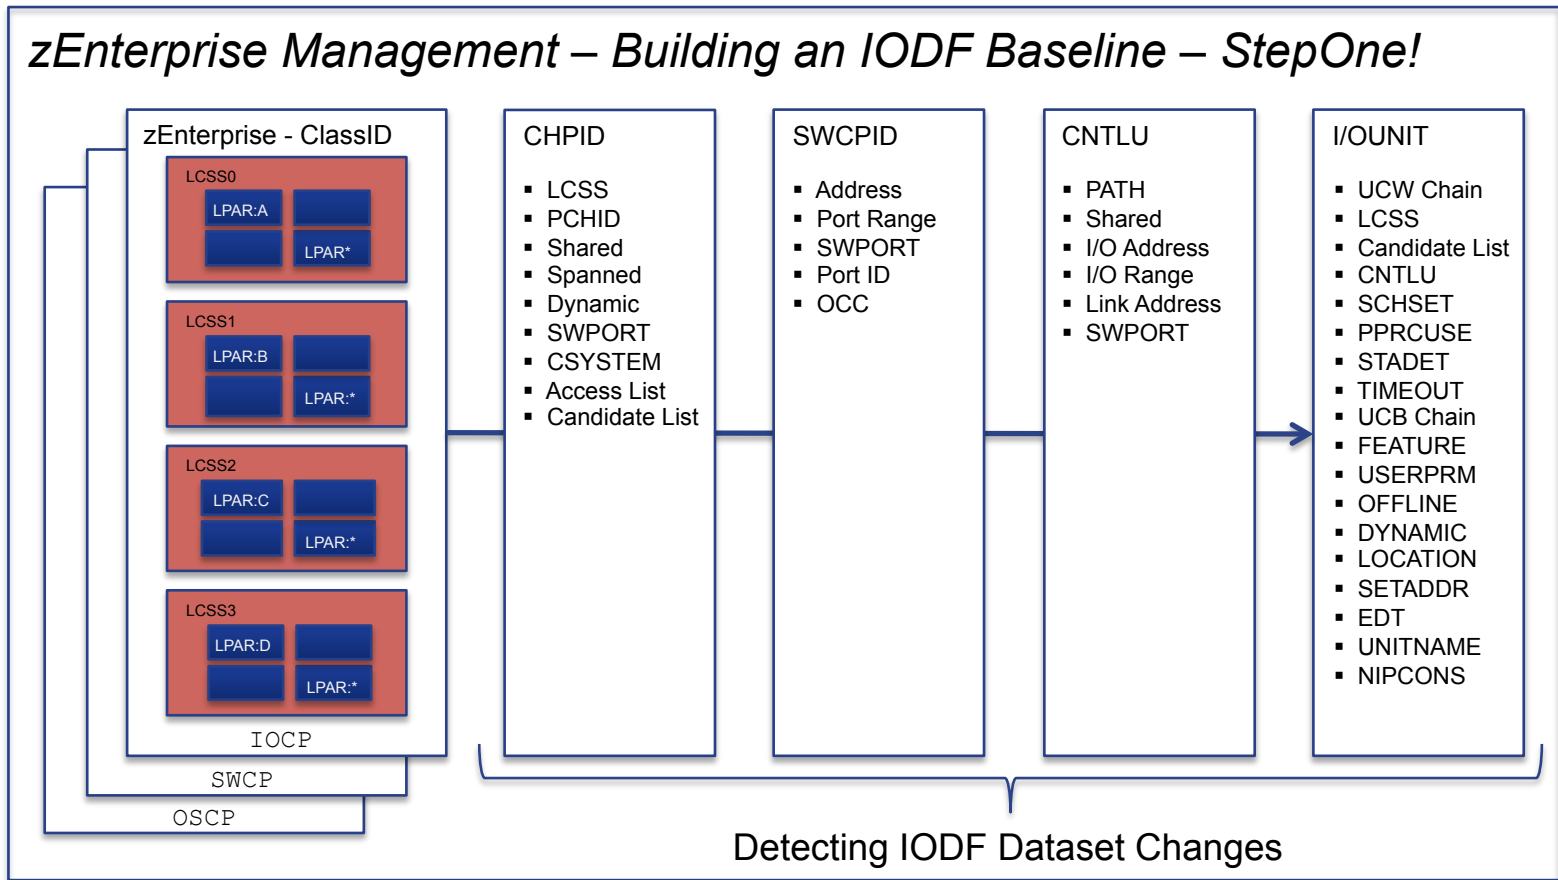 zEnterprise Management – Building an IODF Baseline – StepOne!
zEnterprise - ClassID
LCSS0
LPAR:A
LPAR*
LCSS1
LPAR:B
LPAR:*
LCSS2
LPAR:C
LPAR:*
LCSS3
LPAR:D
LPAR:*
IOCP
SWCP
OSCP
CHPID
▪ LCSS
▪ PCHID
▪ Shared
▪ Spanned
▪ Dynamic
▪ SWPORT
▪ CSYSTEM
▪ Access List
▪ Candidate List
SWCPID
▪ Address
▪ Port Range
▪ SWPORT
▪ Port ID
▪ OCC
CNTLU
▪ PATH
▪ Shared
▪ I/O Address
▪ I/O Range
▪ Link Address
▪ SWPORT
I/OUNIT
▪ UCW Chain
▪ LCSS
▪ Candidate List
▪ CNTLU
▪ SCHSET
▪ PPRCUSE
▪ STADET
▪ TIMEOUT
▪ UCB Chain
▪ FEATURE
▪ USERPRM
▪ OFFLINE
▪ DYNAMIC
▪ LOCATION
▪ SETADDR
▪ EDT
▪ UNITNAME
▪ NIPCONS
Detecting IODF Dataset Changes